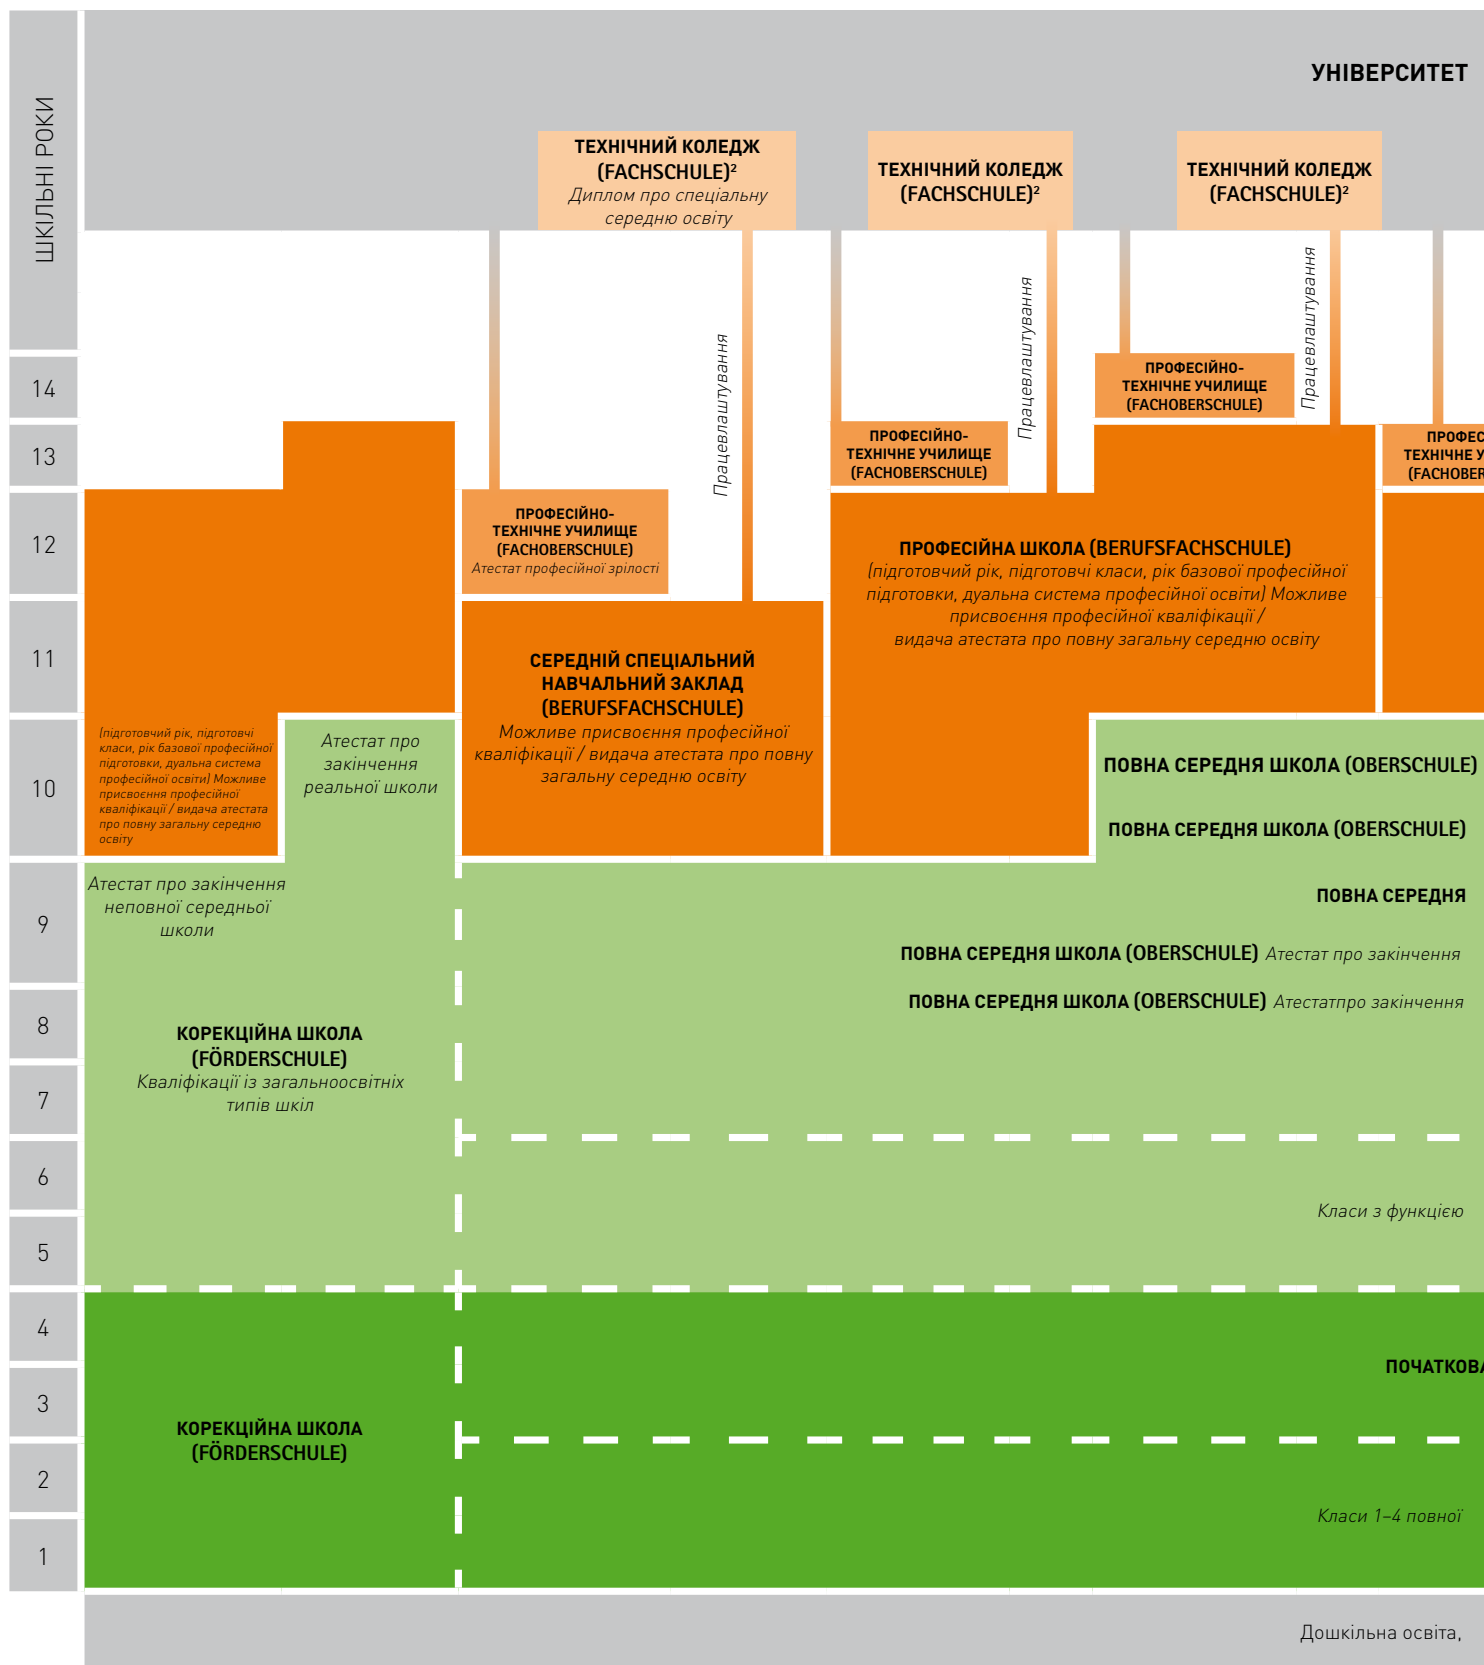 УНІВЕРСИТЕТ
ШКІЛЬНІ РОКИ
ТЕХНІЧНИЙ КОЛЕДЖ
(FACHSCHULE)²
Диплом про спеціальну
середню освіту
ТЕХНІЧНИЙ КОЛЕДЖ
(FACHSCHULE)²
ТЕХНІЧНИЙ КОЛЕДЖ
(FACHSCHULE)²
Працевлаштування
Працевлаштування
Працевлаштування
14
ПРОФЕСІЙНО-
ТЕХНІЧНЕ УЧИЛИЩЕ
(FACHOBERSCHULE)
13
ПРОФЕСІЙНО-
ТЕХНІЧНЕ УЧИЛИЩЕ
(FACHOBERSCHULE)
ПРОФЕС
ТЕХНІЧНЕ У
(FACHOBER
12
ПРОФЕСІЙНО-
ТЕХНІЧНЕ УЧИЛИЩЕ
(FACHOBERSCHULE)
Атестат професійної зрілості
ПРОФЕСІЙНА ШКОЛА (BERUFSFACHSCHULE)
(підготовчий рік, підготовчі класи, рік базової професійної
підготовки, дуальна система професійної освіти) Можливе
присвоєння професійної кваліфікації /
видача атестата про повну загальну середню освіту
11
СЕРЕДНІЙ СПЕЦІАЛЬНИЙ
НАВЧАЛЬНИЙ ЗАКЛАД
(BERUFSFACHSCHULE)
Можливе присвоєння професійної
кваліфікації / видача атестата про повну
загальну середню освіту
10
(підготовчий рік, підготовчі
класи, рік базової професійної
підготовки, дуальна система
професійної освіти) Можливе
присвоєння професійної
кваліфікації / видача атестата
про повну загальну середню
освіту
Атестат про
закінчення
реальної школи
ПОВНА СЕРЕДНЯ ШКОЛА (OBERSCHULE)
ПОВНА СЕРЕДНЯ ШКОЛА (OBERSCHULE)
9
Атестат про закінчення
неповної середньої
школи
ПОВНА СЕРЕДНЯ
ПОВНА СЕРЕДНЯ ШКОЛА (OBERSCHULE) Атестат про закінчення
ПОВНА СЕРЕДНЯ ШКОЛА (OBERSCHULE) Атестатпро закінчення
8
КОРЕКЦІЙНА ШКОЛА
(FÖRDERSCHULE)
Кваліфікації із загальноосвітніх
типів шкіл
7
6
Класи з функцією
5
4
ПОЧАТКОВА
3
КОРЕКЦІЙНА ШКОЛА
(FÖRDERSCHULE)
2
Класи 1–4 повної
1
Дошкільна освіта,